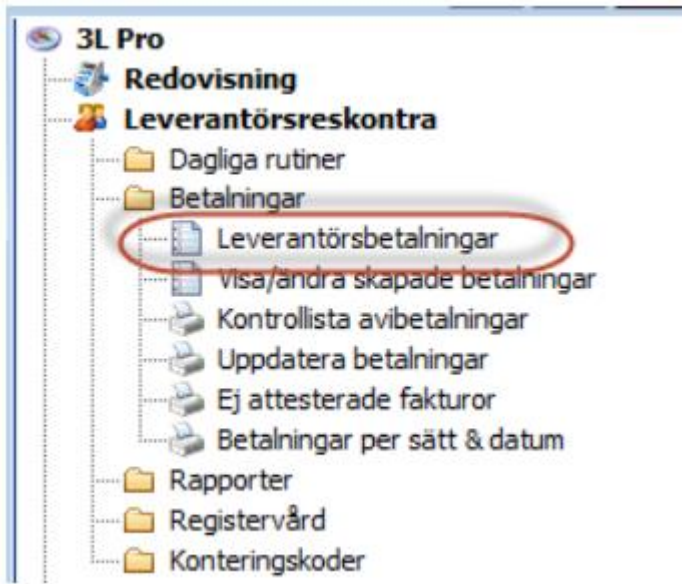 3L Pro
Redovisning
Leverantörsreskontra
Dagliga rutiner
Betalningar
Leverantörsbetalningar
Visa/ändra skapade betalningar
Kontrollista avibetalningar
Uppdatera betalningar
Ej attesterade fakturor
Betalningar per sätt & datum
Rapporter
Registervård
Konteringskoder